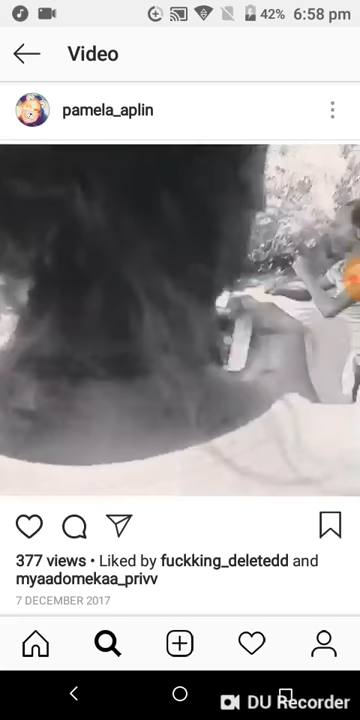 42% 6:58 pm
Video
pamela_aplin
377 views • Liked by fuckking_deletedd and
myaadomekaa_privv
7 DECEMBER 2017
DU Recorder